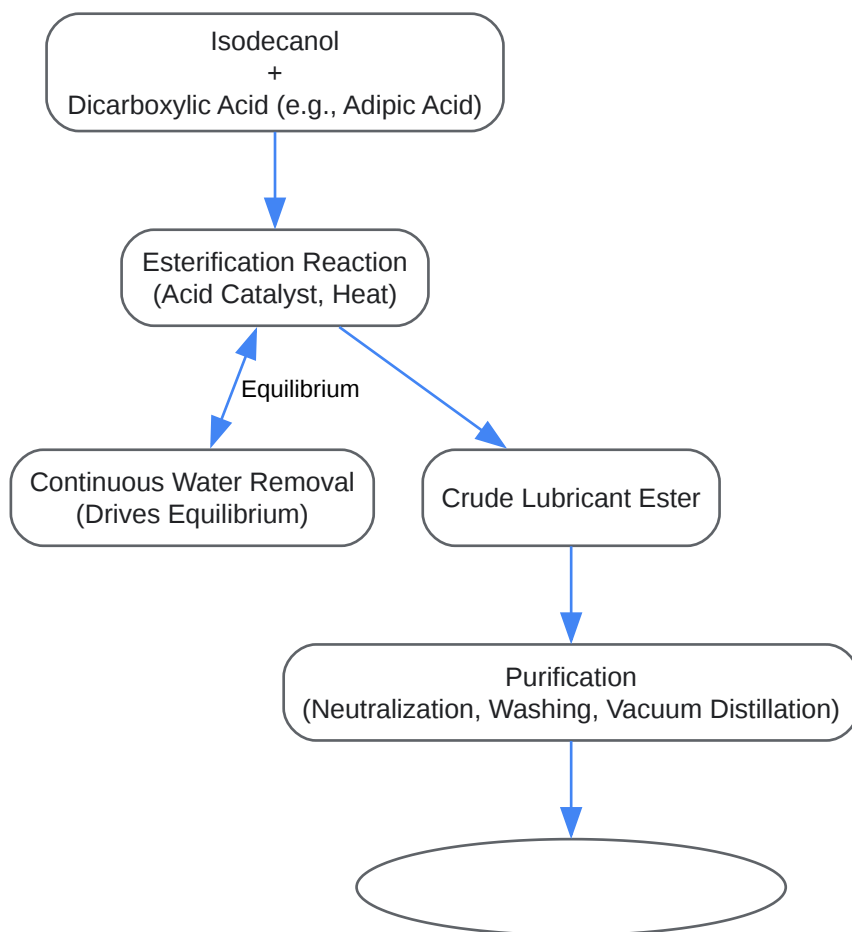 Isodecanol
+
Dicarboxylic Acid (e.g., Adipic Acid)
Esterification Reaction
(Acid Catalyst, Heat)
Equilibrium
Continuous Water Removal
(Drives Equilibrium)
Crude Lubricant Ester
Purification
(Neutralization, Washing, Vacuum Distillation)